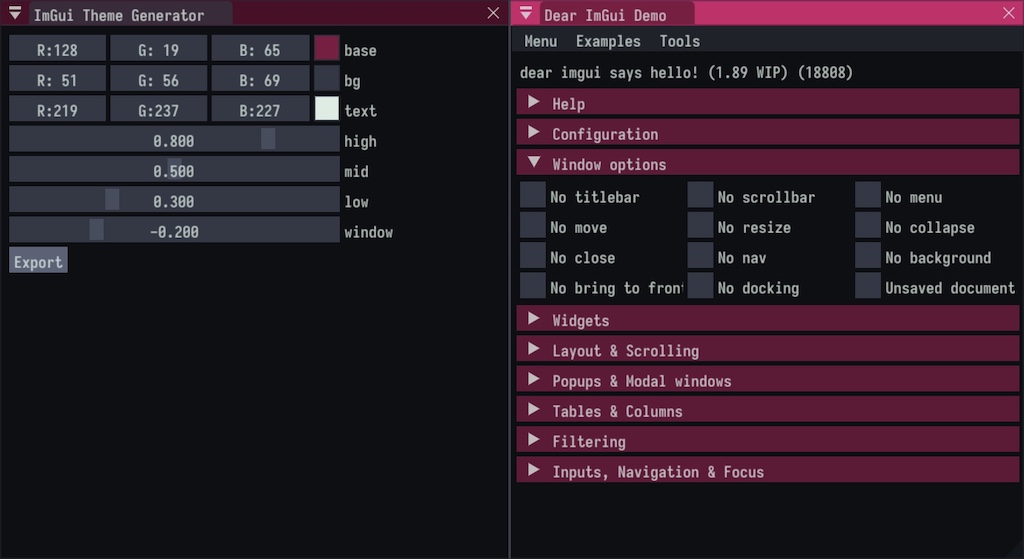 ImGui Theme Generator
R:128 G: 19 B: 65 base
R: 51 G: 56 B: 69 bg
R:219 G:237 B:227 text
0.800 high
0.500 mid
0.300 low
-0.200 window
Export
Dear ImGui Demo
Menu Examples Tools
dear imgui says hello! (1.89 WIP) (18808)
Help
Configuration
Window options
No titlebar No scrollbar No menu
No move No resize No collapse
No close No nav No background
No bring to front No docking Unsaved document
Widgets
Layout & Scrolling
Popups & Modal windows
Tables & Columns
Filtering
Inputs, Navigation & Focus